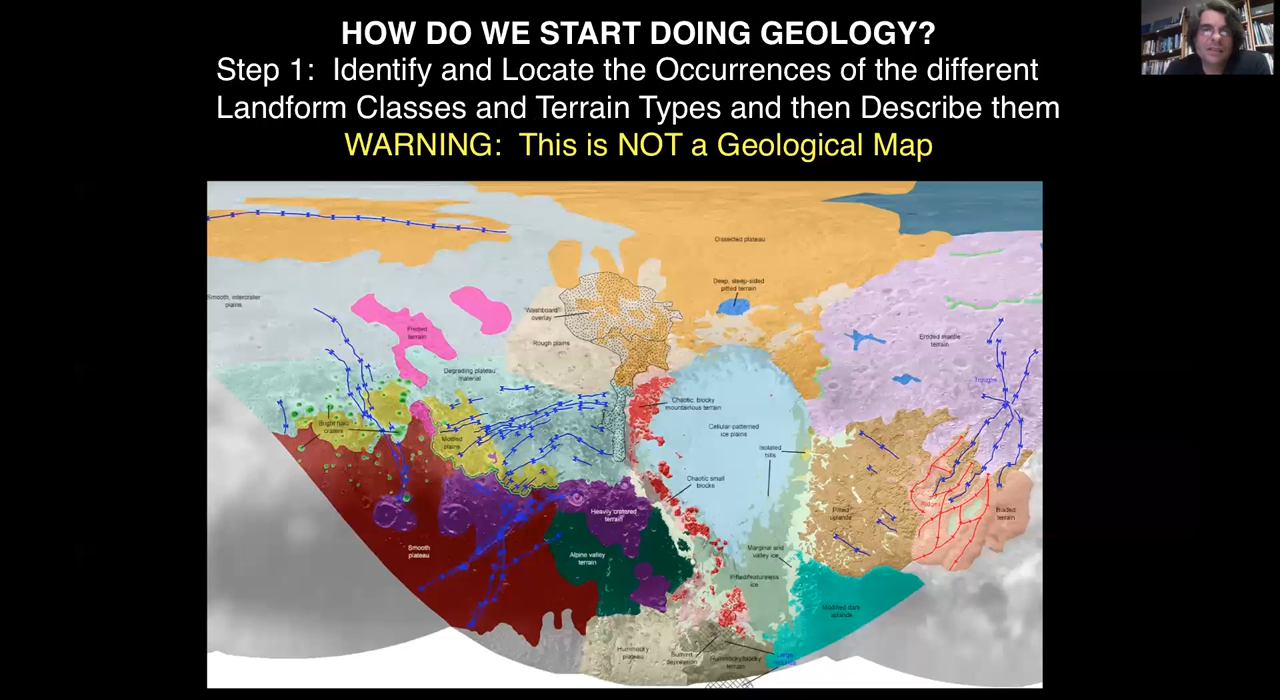 HOW DO WE START DOING GEOLOGY?
Step 1: Identify and Locate the Occurrences of the different
Landform Classes and Terrain Types and then Describe them
WARNING: This is NOT a Geological Map
Dissected plateau
Deep, steep-sided
pitted terrain
Smooth, intercrater
plains
"Washboard"
overlay
Fretted
terrain
Rough plains
Eroded mantle
terrain
Degrading plateau
material
Troughs
Chaotic, blocky
mountainous terrain
Bright halo
craters
Cellular-patterned
ice plains
Mottled
plains
Isolated
hills
Chaotic small
blocks
Pitted
uplands
Ridges
Bladed
terrain
Heavily cratered
terrain
Smooth
plateau
Alpine valley
terrain
Marginal and
valley ice
Pitted/featureless
ice
Modified dark
uplands
Hummocky
plateau
depression
Hummocky/blocky
terrain
Large